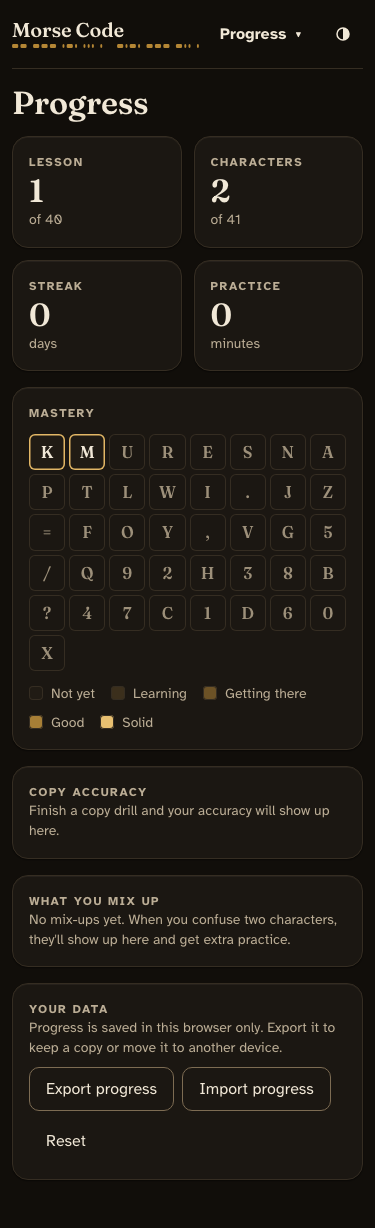 Morse Code
Progress ▾
Progress
LESSON
1
of 40
CHARACTERS
2
of 41
STREAK
0
days
PRACTICE
0
minutes
MASTERY
K M U R E S N A
P T L W I . J Z
= F O Y , V G 5
/ Q 9 2 H 3 8 B
? 4 7 C 1 D 6 0
X
Not yet Learning Getting there
Good Solid
COPY ACCURACY
Finish a copy drill and your accuracy will show up
here.
WHAT YOU MIX UP
No mix-ups yet. When you confuse two characters,
they'll show up here and get extra practice.
YOUR DATA
Progress is saved in this browser only. Export it to
keep a copy or move it to another device.
Export progress Import progress
Reset